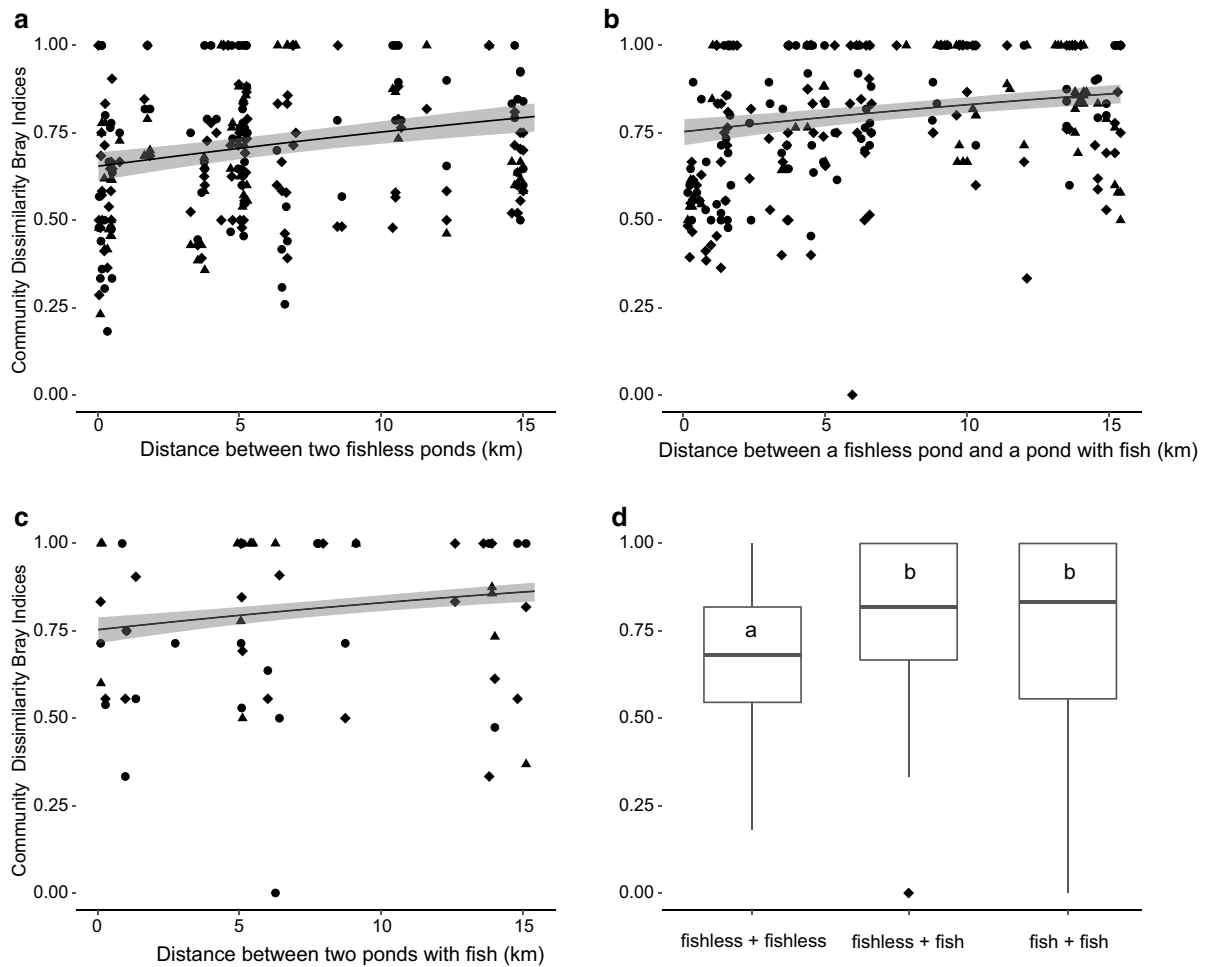 a
Community Dissimilarity Bray Indices
1.00
0.75
0.50
0.25
0.00
0 5 10 15
Distance between two fishless ponds (km)
b
1.00
0.75
0.50
0.25
0.00
0 5 10 15
Distance between a fishless pond and a pond with fish (km)
c
Community Dissimilarity Bray Indices
1.00
0.75
0.50
0.25
0.00
0 5 10 15
Distance between two ponds with fish (km)
d
1.00
0.75
0.50
0.25
0.00
a
b
b
fishless + fishless
fishless + fish
fish + fish